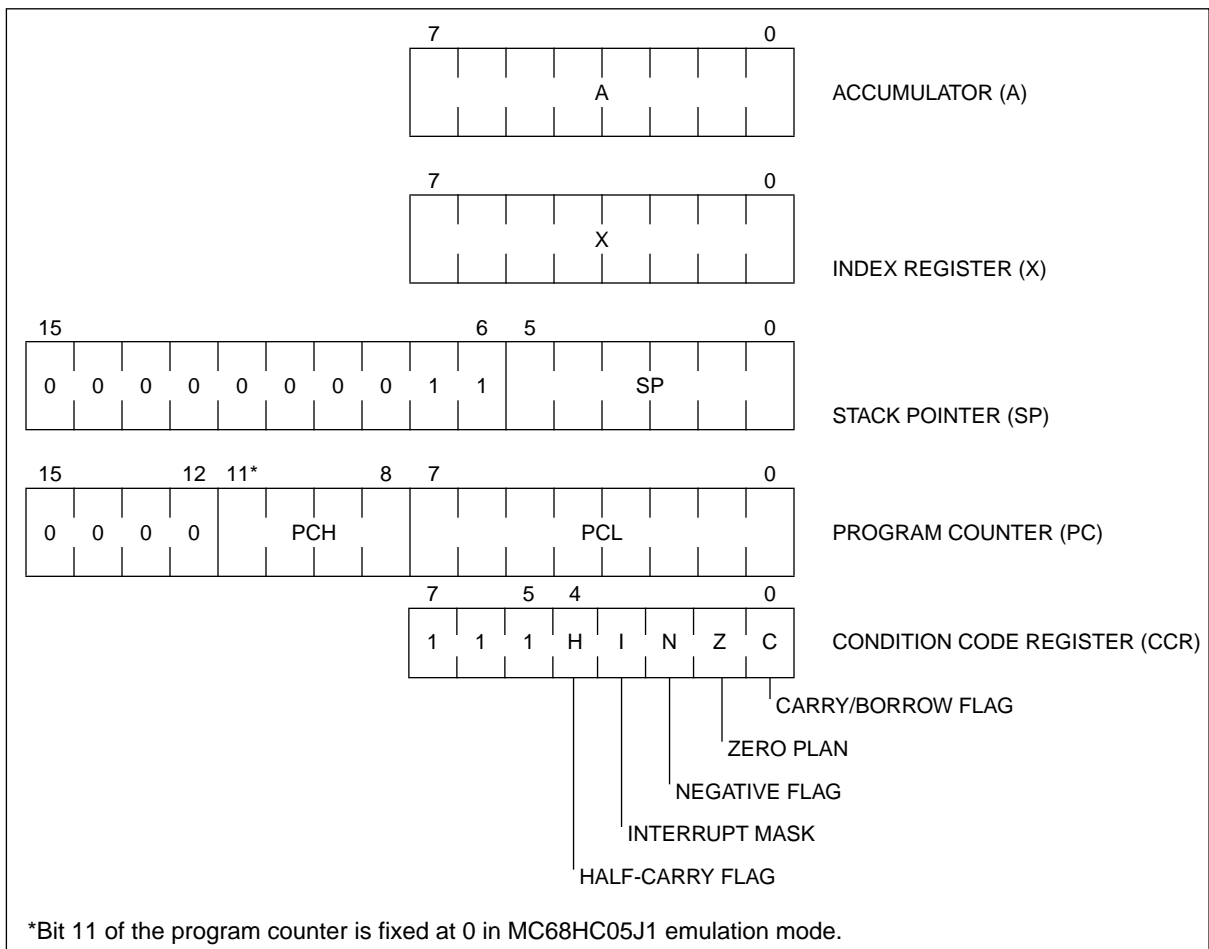 7 0
A
ACCUMULATOR (A)
7 0
X
INDEX REGISTER (X)
15 6 5 0
0 0 0 0 0 0 0 0 1 1 SP
STACK POINTER (SP)
15 12 11* 8 7 0
0 0 0 0 PCH PCL
PROGRAM COUNTER (PC)
7 5 4 0
1 1 1 H I N Z C
CONDITION CODE REGISTER (CCR)
CARRY/BORROW FLAG
ZERO PLAN
NEGATIVE FLAG
INTERRUPT MASK
HALF-CARRY FLAG
*Bit 11 of the program counter is fixed at 0 in MC68HC05J1 emulation mode.